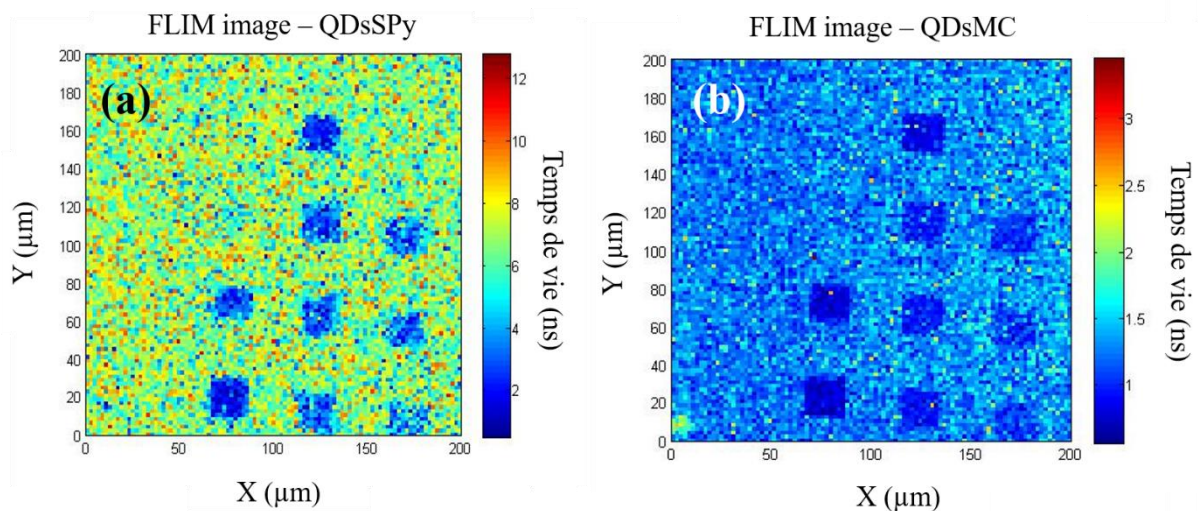 FLIM image – QDsSPy
(a)
200
180
160
140
120
100
80
60
40
20
0
0 50 100 150 200
Y (µm)
X (µm)
12
10
8
6
4
2
Temps de vie (ns)
FLIM image – QDsMC
(b)
200
180
160
140
120
100
80
60
40
20
0
0 50 100 150 200
Y (µm)
X (µm)
3
2.5
2
1.5
1
Temps de vie (ns)